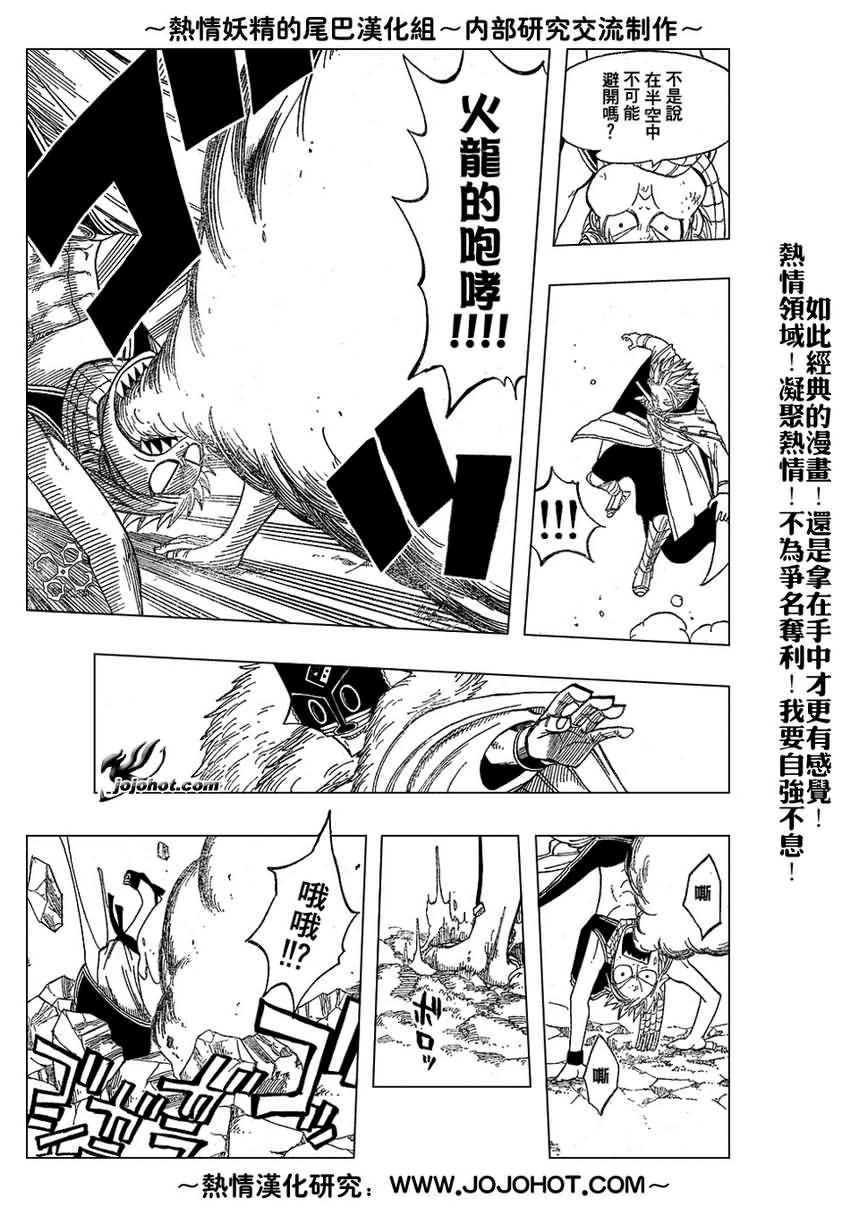 ～熱情妖精的尾巴漢化組～內部研究交流制作～
不是說
在半空中
不可能
避開嗎?
火龍的咆哮
!!!!
!!!
如此經典的漫畫！還是拿在手中才更有感覺！
熱情領域！凝聚熱情！不為爭名奪利！我要自強不息！
jojohot.com
嘶
嘶
ギロッ
哦
哦
!!?
～熱情漢化研究：WWW.JOJOHOT.COM～